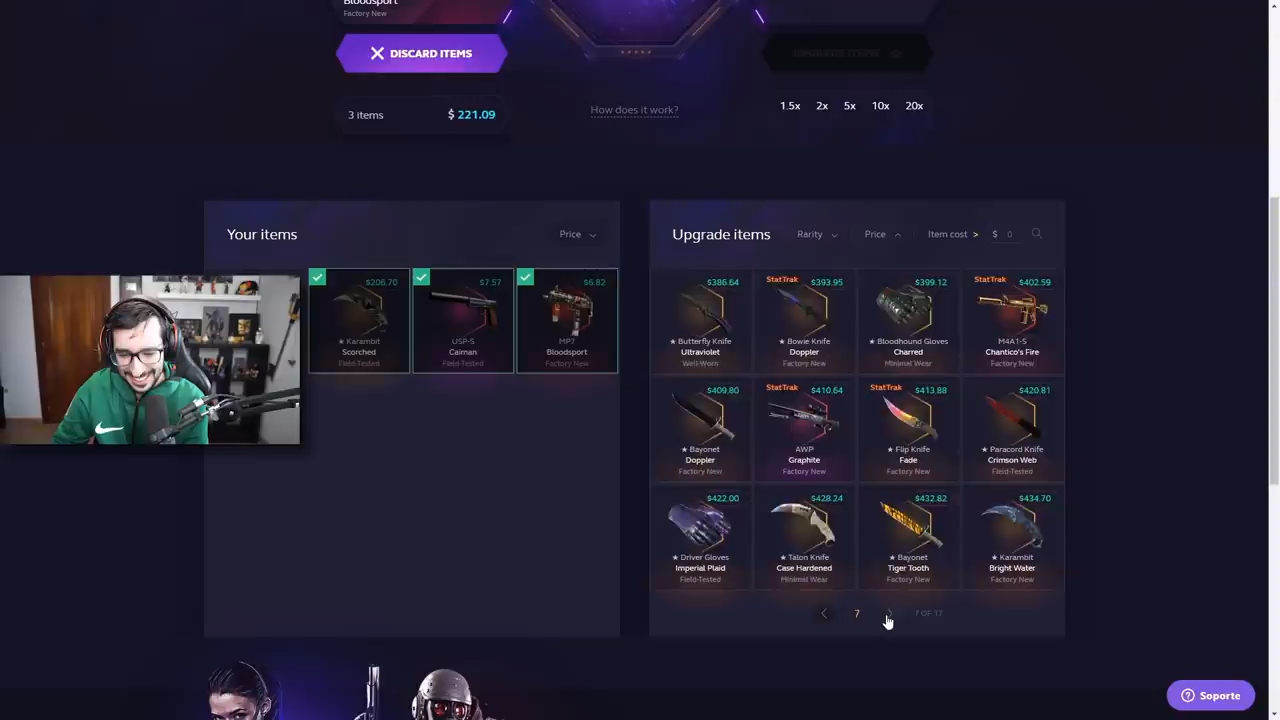 Bloodsport
Factory New
DISCARD ITEMS
3 items
$ 221.09
How does it work?
1.5x 2x 5x 10x 20x
Your items
Price
Upgrade items
Rarity
Price
Item cost >
$ 0
$206.70
★ Karambit
Scorched
Field-Tested
$7.57
USP-S
Caiman
Field-Tested
$6.82
MP7
Bloodsport
Factory New
$386.64
★ Butterfly Knife
Ultraviolet
Well-Worn
StatTrak
$393.95
★ Bowie Knife
Doppler
Factory New
$399.12
★ Bloodhound Gloves
Charred
Minimal Wear
StatTrak
$402.59
M4A1-S
Chantico's Fire
Factory New
$409.80
★ Bayonet
Doppler
Factory New
StatTrak
$410.64
AWP
Graphite
Factory New
StatTrak
$413.88
★ Flip Knife
Fade
Factory New
$420.81
★ Paracord Knife
Crimson Web
Field-Tested
$422.00
★ Driver Gloves
Imperial Plaid
Field-Tested
$428.24
★ Talon Knife
Case Hardened
Minimal Wear
$432.82
★ Bayonet
Tiger Tooth
Factory New
$434.70
★ Karambit
Bright Water
Factory New
7
7 OF 17
Soporte